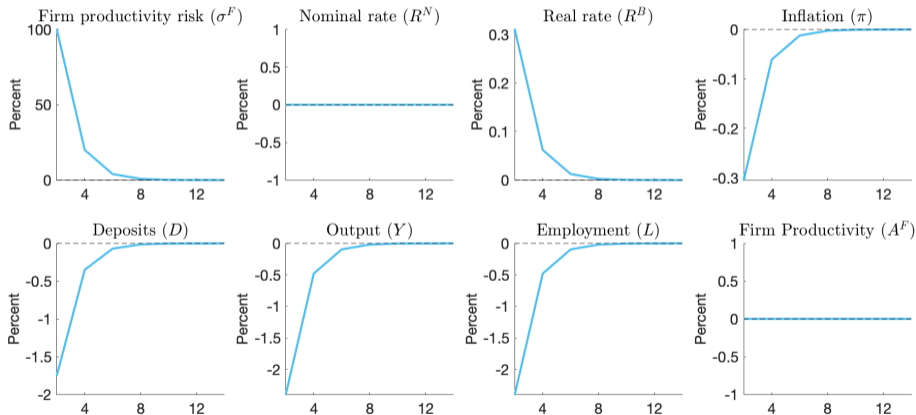 Firm productivity risk (σ^F) Nominal rate (R^N) Real rate (R^B) Inflation (π)
Percent Percent Percent Percent
100 50 0
1 0.5 0 -0.5 -1
0.3 0.2 0.1 0
0 -0.1 -0.2 -0.3
4 8 12 4 8 12 4 8 12 4 8 12
Deposits (D) Output (Y) Employment (L) Firm Productivity (A^F)
Percent Percent Percent Percent
0 -0.5 -1 -1.5 -2
0 -0.5 -1 -1.5 -2
0 -0.5 -1 -1.5 -2
1 0.5 0 -0.5 -1
4 8 12 4 8 12 4 8 12 4 8 12